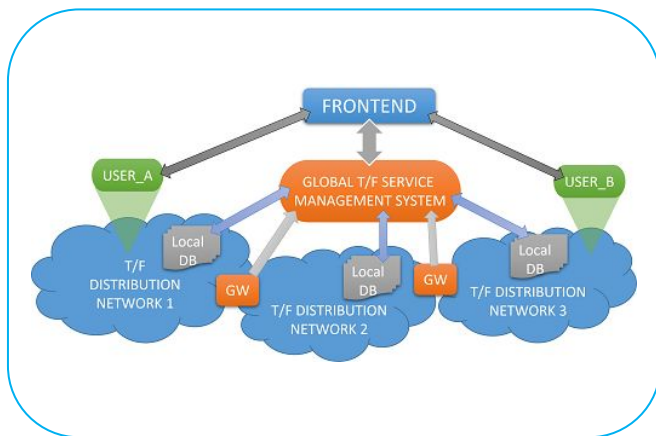 FRONTEND
USER_A
USER_B
GLOBAL T/F SERVICE
MANAGEMENT SYSTEM
Local
DB
T/F
DISTRIBUTION
NETWORK 1
GW
Local
DB
T/F DISTRIBUTION
NETWORK 2
GW
Local
DB
T/F DISTRIBUTION
NETWORK 3